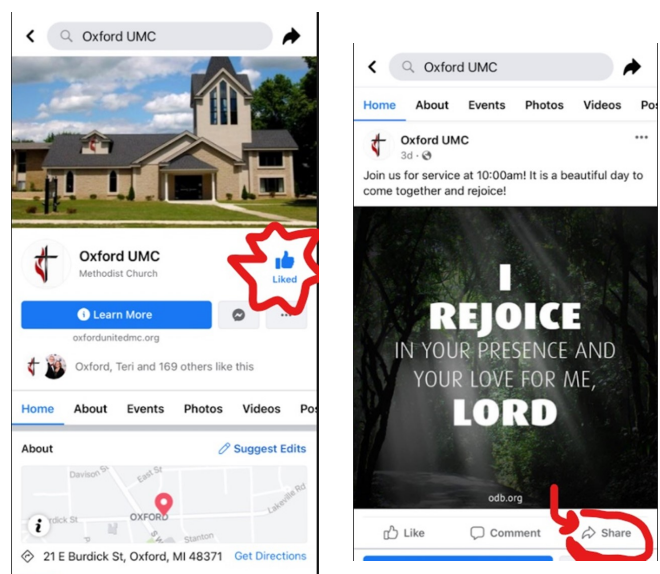 Oxford UMC
Oxford UMC
Methodist Church
Liked
Learn More
oxfordunitedmc.org
Oxford, Teri and 169 others like this
Home About Events Photos Videos Po
About
Suggest Edits
Davison St
East St
Lakeville Rd
OXFORD
rdick St
Stanton
21 E Burdick St, Oxford, MI 48371 Get Directions
Oxford UMC
Home About Events Photos Videos Pos
Oxford UMC
3d
Join us for service at 10:00am! It is a beautiful day to
come together and rejoice!
I
REJOICE
IN YOUR PRESENCE AND
YOUR LOVE FOR ME,
LORD
odb.org
Like Comment Share